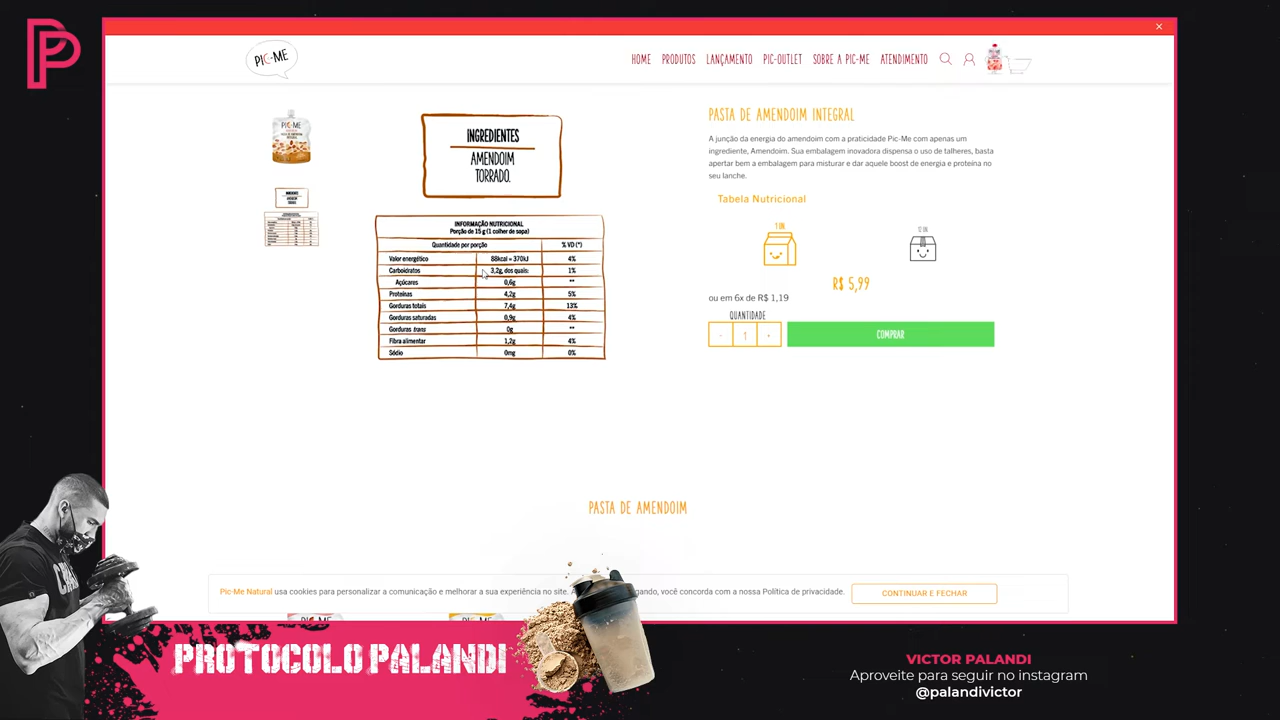 PIC-ME
HOME PRODUTOS LANÇAMENTO PIC-OUTLET SOBRE A PIC-ME ATENDIMENTO
INGREDIENTES
AMENDOIM
TORRADO.
INFORMAÇÃO NUTRICIONAL
Porção de 15 g (1 colher de sopa)
Quantidade por porção % VD (*)
Valor energético 88kcal = 370kJ 4%
Carboidratos 3,2g, dos quais: 1%
Açúcares 0,6g **
Proteínas 4,2g 5%
Gorduras totais 7,4g 13%
Gorduras saturadas 0,9g 4%
Gorduras trans 0g **
Fibra alimentar 1,2g 4%
Sódio 0mg 0%
PASTA DE AMENDOIM INTEGRAL
A junção da energia do amendoim com a praticidade Pic-Me com apenas um
ingrediente, Amendoim. Sua embalagem inovadora dispensa o uso de talheres, basta
apertar bem a embalagem para misturar e dar aquele boost de energia e proteína no
seu lanche.
Tabela Nutricional
1 UN
12 UN
R$ 5,99
ou em 6x de R$ 1,19
QUANTIDADE
- 1 +
COMPRAR
PASTA DE AMENDOIM
Pic-Me Natural usa cookies para personalizar a comunicação e melhorar a sua experiência no site. você concorda com a nossa Política de privacidade.
CONTINUAR E FECHAR
PROTOCOLO PALANDI
VICTOR PALANDI
Aproveite para seguir no instagram
@palandivictor